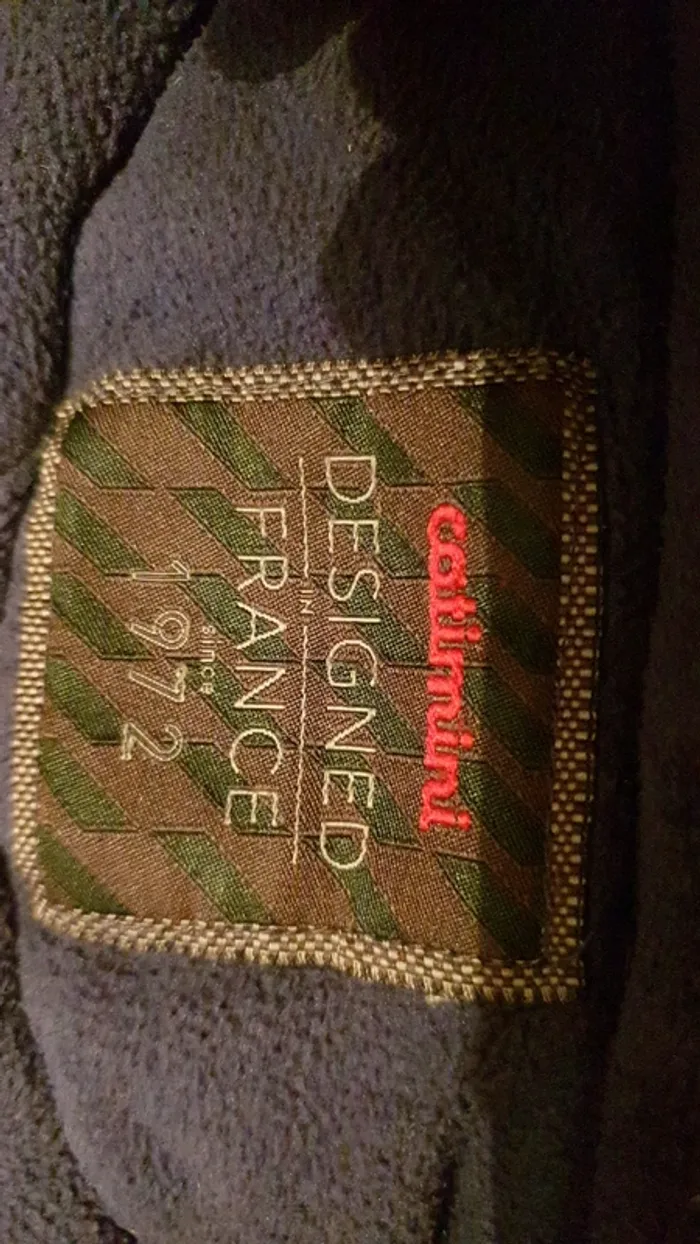 catimini
DESIGNED
IN
FRANCE
since
1972